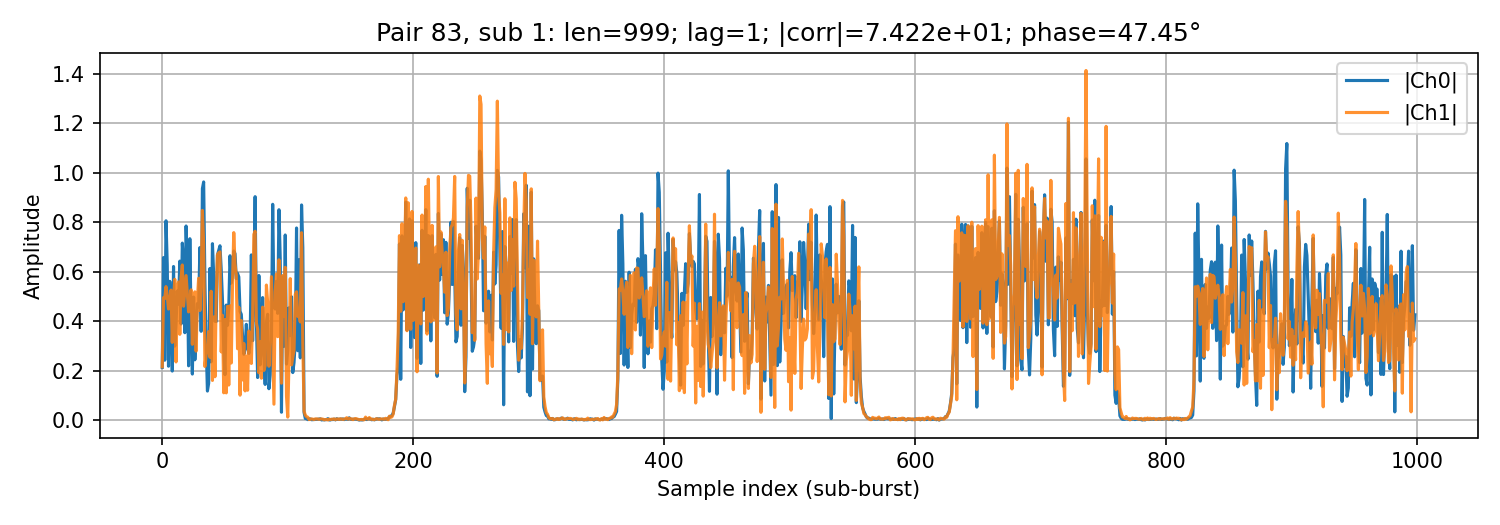 Pair 83, sub 1: len=999; lag=1; |corr|=7.422e+01; phase=47.45°
|Ch0|
|Ch1|
Amplitude
1.4
1.2
1.0
0.8
0.6
0.4
0.2
0.0
0 200 400 600 800 1000
Sample index (sub-burst)